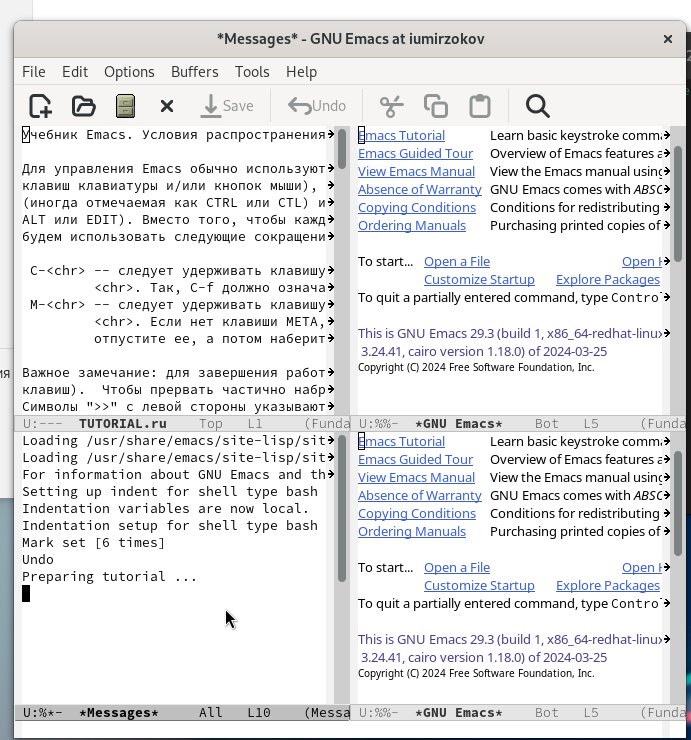 *Messages* - GNU Emacs at iumirzokov
File Edit Options Buffers Tools Help
Save Undo
Учебник Emacs. Условия распространения
Для управления Emacs обычно используют
клавиш клавиатуры и/или кнопок мыши),
(иногда отмечаемая как CTRL или CTL) и
ALT или EDIT). Вместо того, чтобы кажд
будем использовать следующие сокращени
C-<chr> -- следует удерживать клавишу
<chr>. Так, C-f должно означа
M-<chr> -- следует удерживать клавишу
<chr>. Если нет клавиши META,
отпустите ее, а потом наберит
Важное замечание: для завершения работ
клавиш).  Чтобы прервать частично набр
Символы ">>" с левой стороны указывают
U:--- TUTORIAL.ru Top L1 (Funda
Emacs Tutorial Learn basic keystroke comm
Emacs Guided Tour Overview of Emacs features a
View Emacs Manual View the Emacs manual using
Absence of Warranty GNU Emacs comes with ABSO
Copying Conditions Conditions for redistributing
Ordering Manuals Purchasing printed copies of
To start... Open a File Open H
Customize Startup Explore Packages
To quit a partially entered command, type Contro
This is GNU Emacs 29.3 (build 1, x86_64-redhat-linux
3.24.41, cairo version 1.18.0) of 2024-03-25
Copyright (C) 2024 Free Software Foundation, Inc.
U:%%- *GNU Emacs* Bot L5 (Funda
Loading /usr/share/emacs/site-lisp/sit
Loading /usr/share/emacs/site-lisp/sit
For information about GNU Emacs and th
Setting up indent for shell type bash
Indentation variables are now local.
Indentation setup for shell type bash
Mark set [6 times]
Undo
Preparing tutorial ...
U:%*- *Messages* All L10 (Messa
Emacs Tutorial Learn basic keystroke comm
Emacs Guided Tour Overview of Emacs features a
View Emacs Manual View the Emacs manual using
Absence of Warranty GNU Emacs comes with ABSO
Copying Conditions Conditions for redistributing
Ordering Manuals Purchasing printed copies of
To start... Open a File Open H
Customize Startup Explore Packages
To quit a partially entered command, type Contro
This is GNU Emacs 29.3 (build 1, x86_64-redhat-linux
3.24.41, cairo version 1.18.0) of 2024-03-25
Copyright (C) 2024 Free Software Foundation, Inc.
U:%%- *GNU Emacs* Bot L5 (Funda